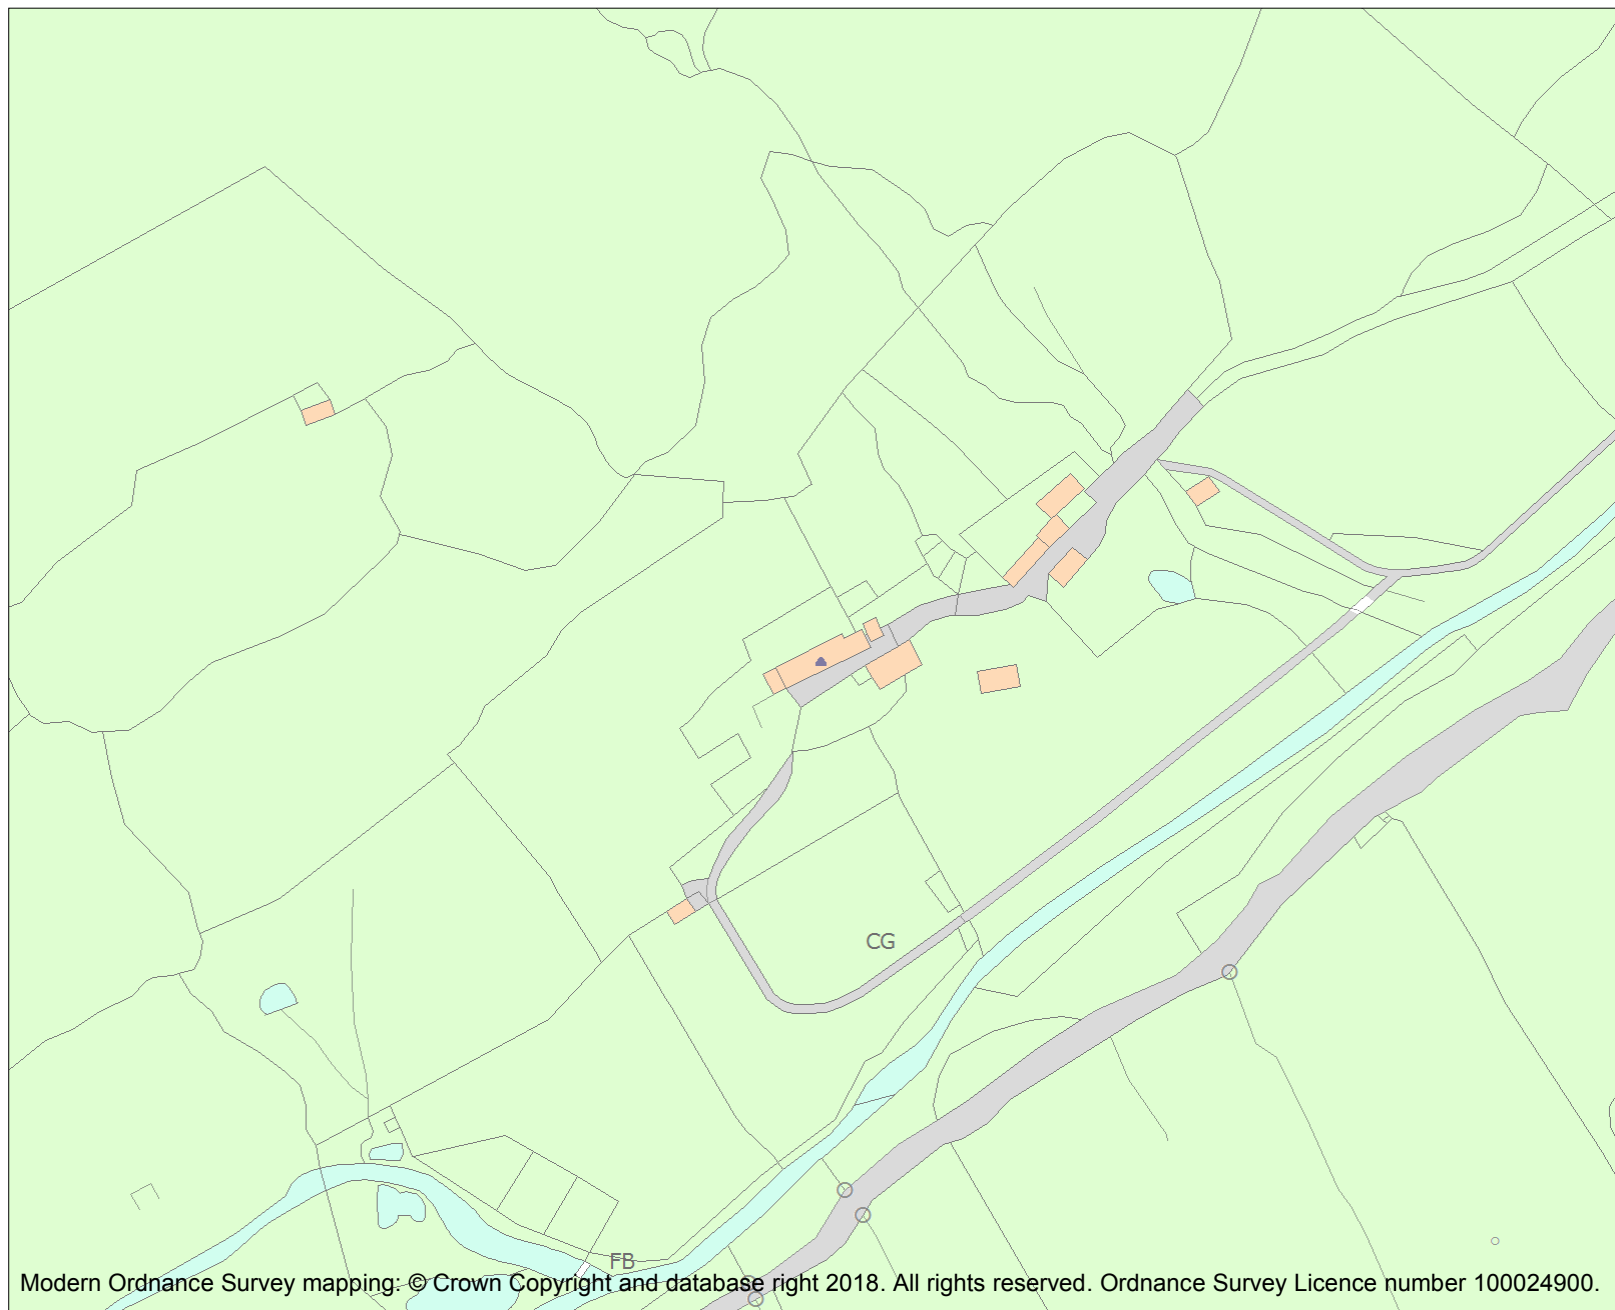 CG
FB
Modern Ordnance Survey mapping: © Crown Copyright and database right 2018. All rights reserved. Ordnance Survey Licence number 100024900.